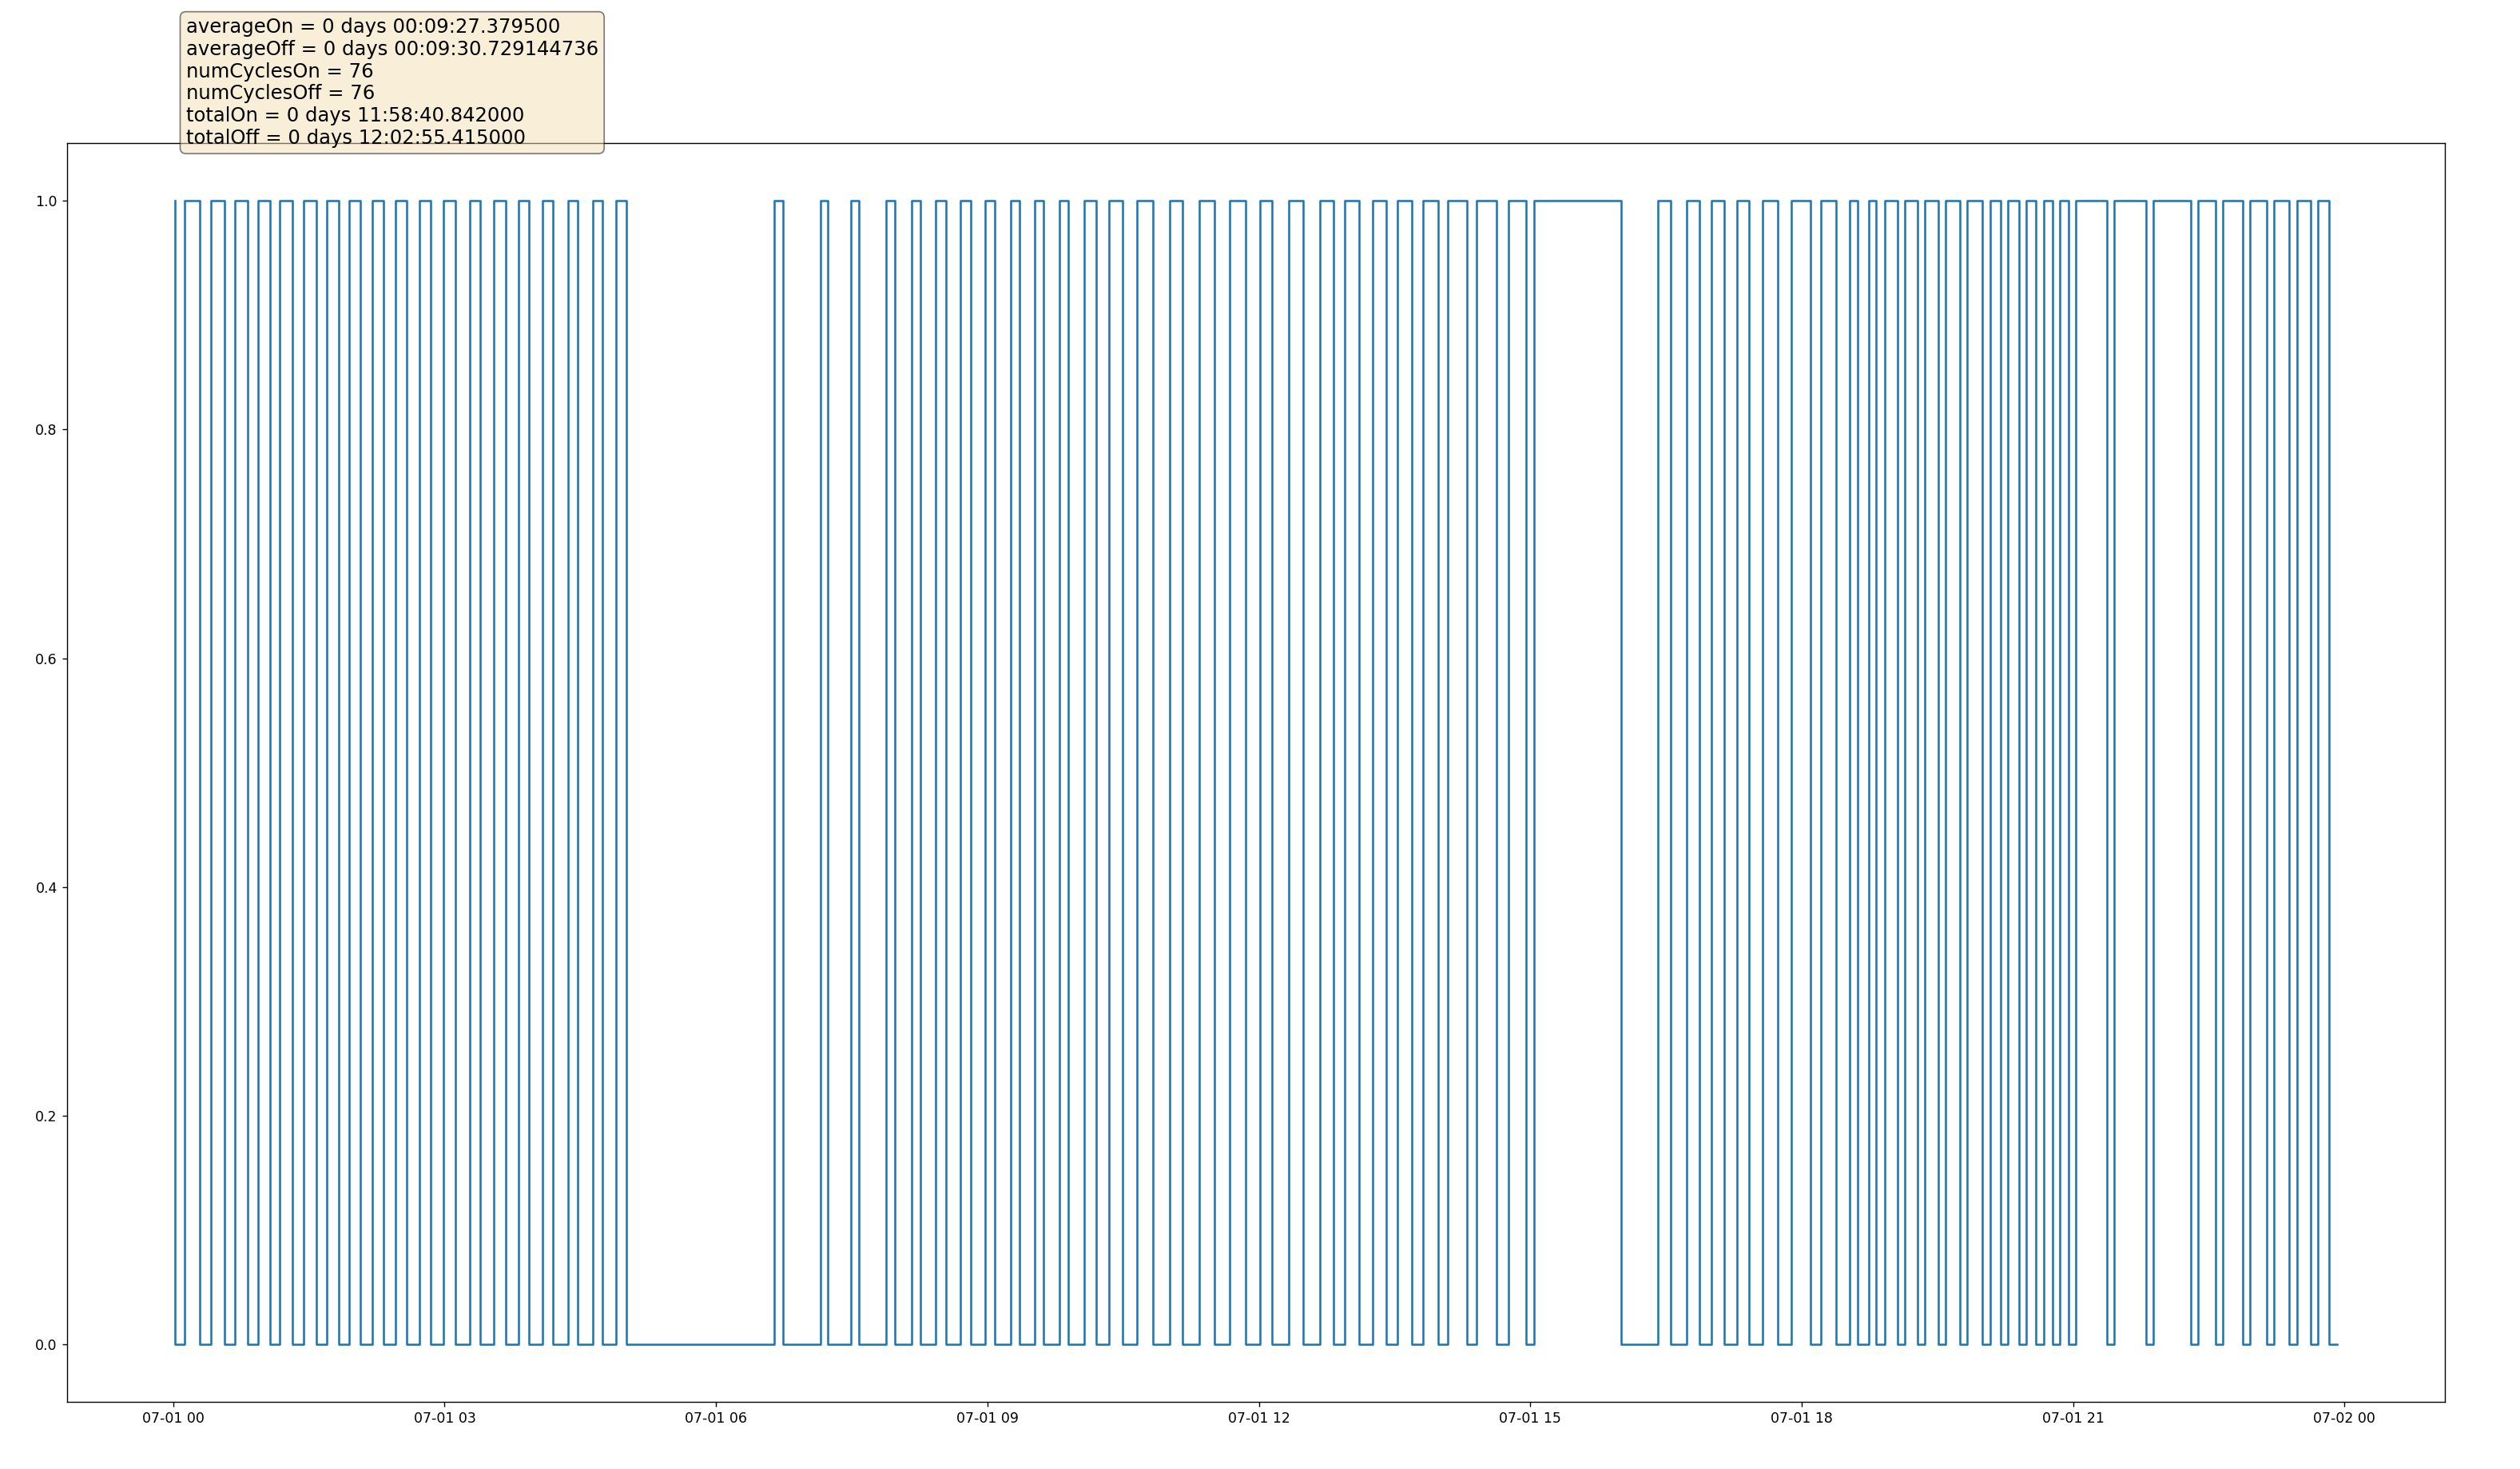 averageOn = 0 days 00:09:27.379500
averageOff = 0 days 00:09:30.729144736
numCyclesOn = 76
numCyclesOff = 76
totalOn = 0 days 11:58:40.842000
totalOff = 0 days 12:02:55.415000
1.0
0.8
0.6
0.4
0.2
0.0
07-01 00
07-01 03
07-01 06
07-01 09
07-01 12
07-01 15
07-01 18
07-01 21
07-02 00